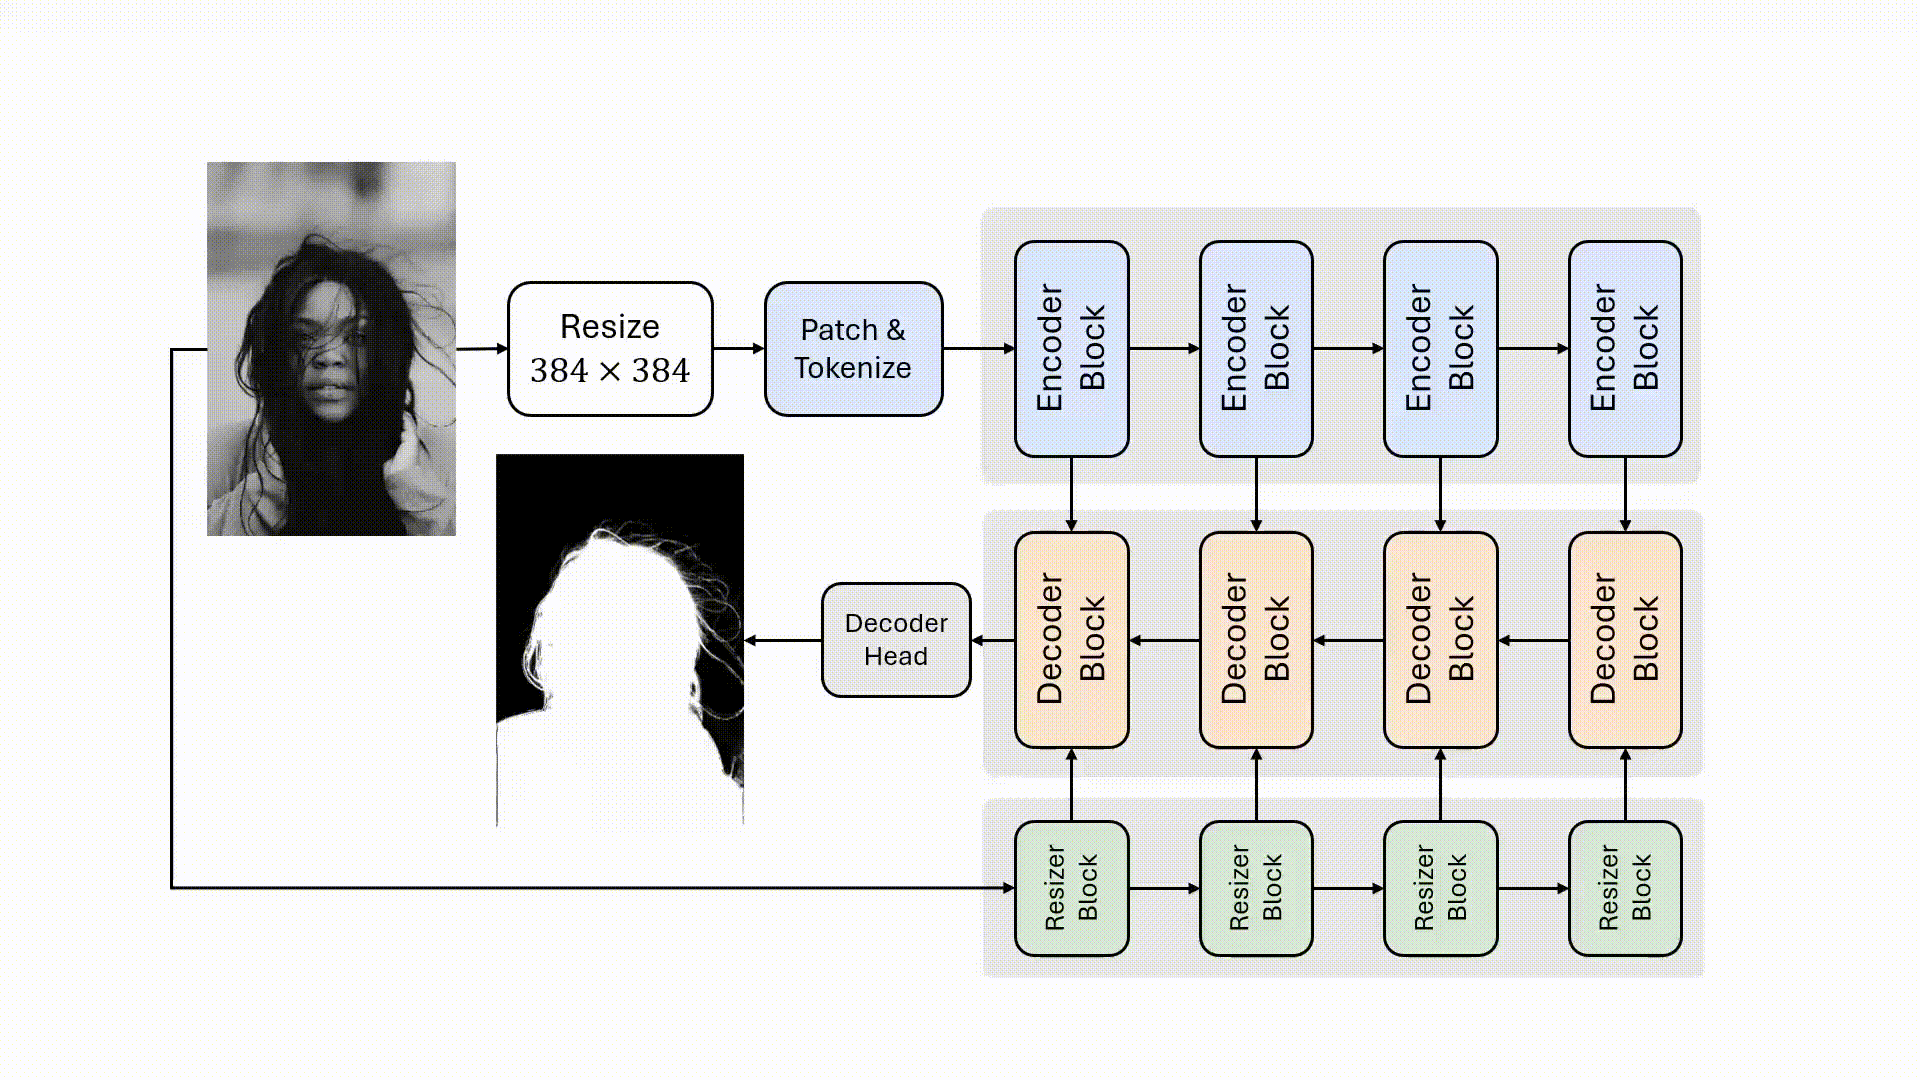 Resize
384 × 384
Patch &
Tokenize
Encoder
Block
Encoder
Block
Encoder
Block
Encoder
Block
Decoder
Head
Decoder
Block
Decoder
Block
Decoder
Block
Decoder
Block
Resizer
Block
Resizer
Block
Resizer
Block
Resizer
Block